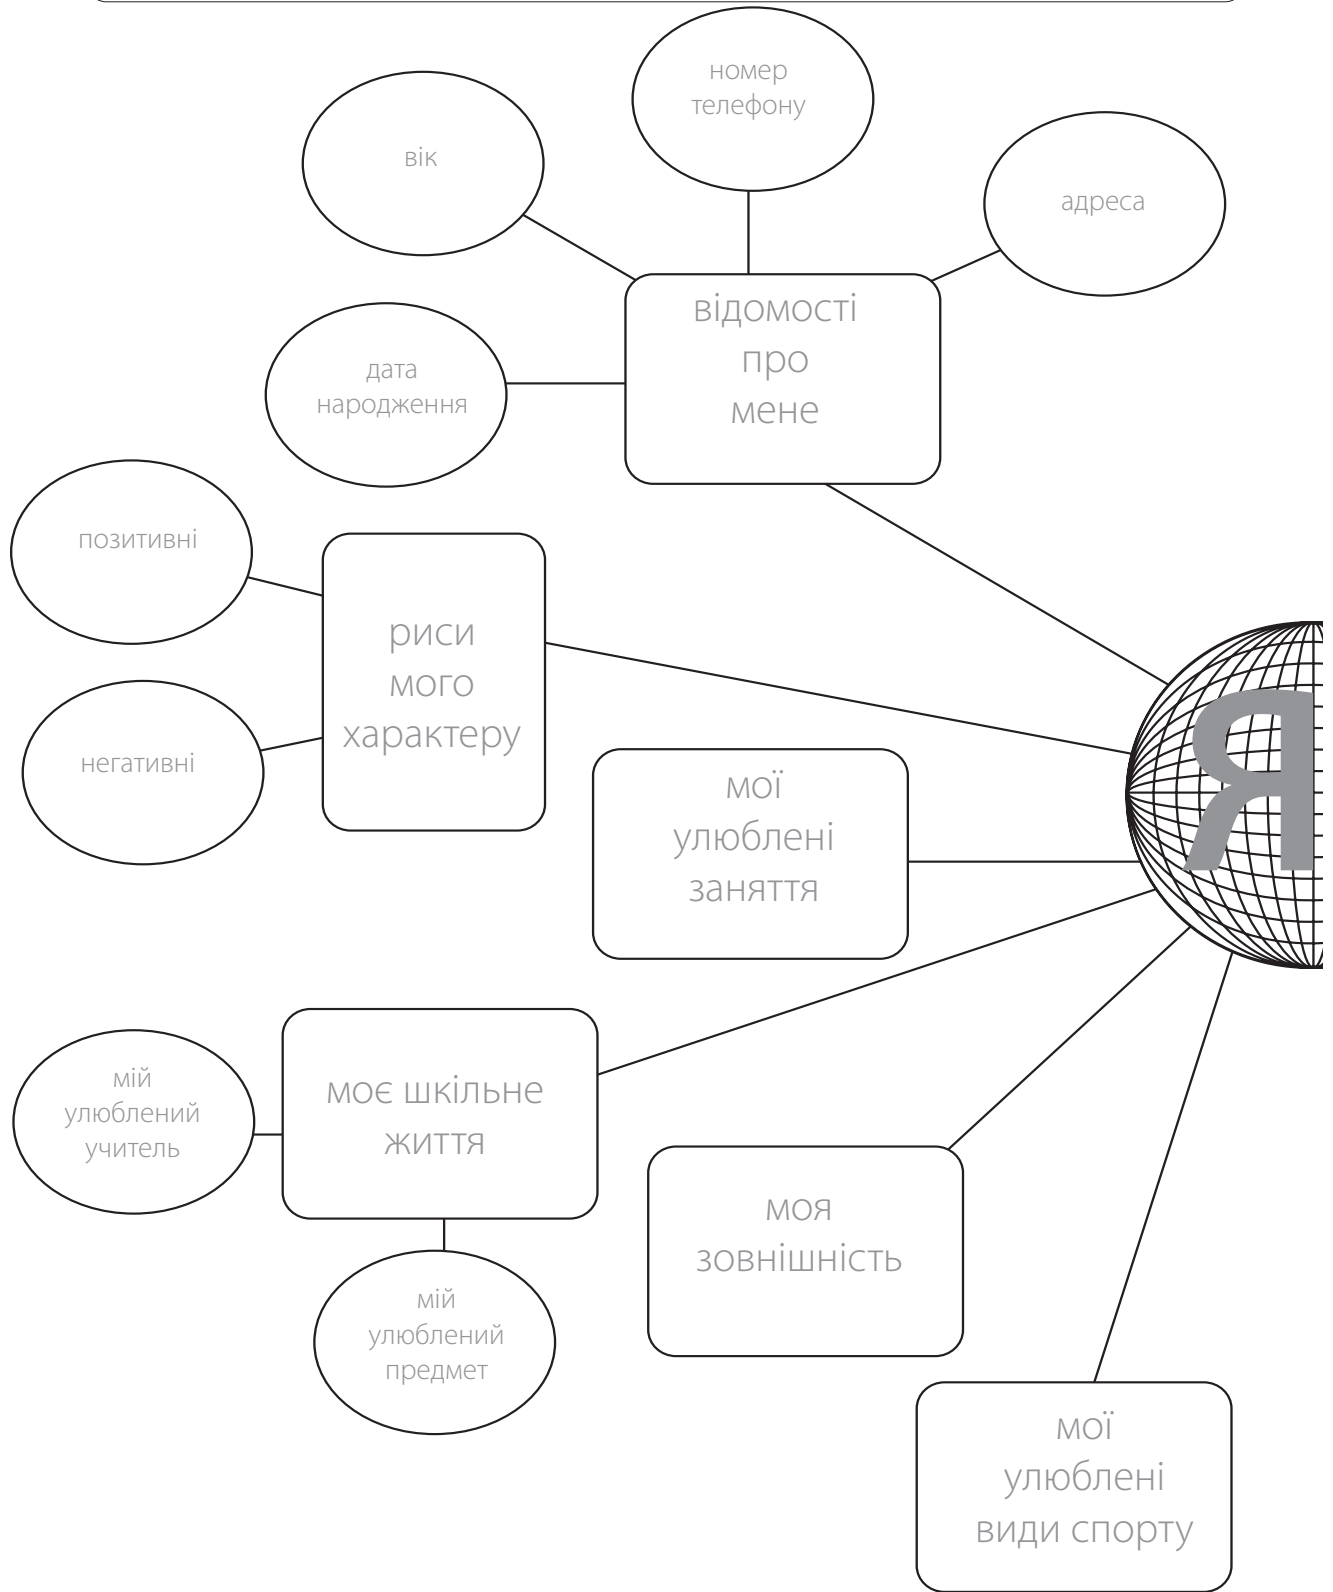 номер
телефону
вік
адреса
відомості
про
мене
дата
народження
позитивні
риси
мого
характеру
негативні
мої
улюблені
заняття
Я
моє шкільне
життя
мій
улюблений
учитель
моя
зовнішність
мій
улюблений
предмет
мої
улюблені
види спорту